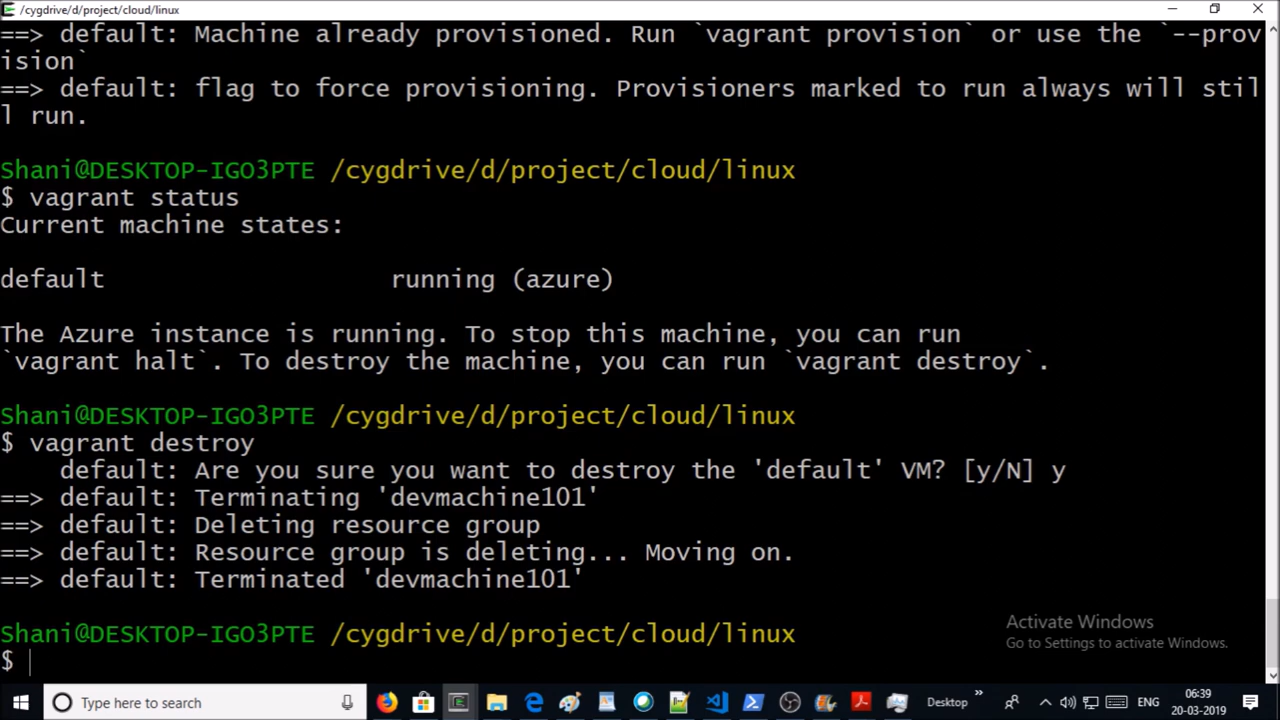 /cygdrive/d/project/cloud/linux
==> default: Machine already provisioned. Run `vagrant provision` or use the `--prov
ision`
==> default: flag to force provisioning. Provisioners marked to run always will stil
l run.
Shani@DESKTOP-IGO3PTE /cygdrive/d/project/cloud/linux
$ vagrant status
Current machine states:
default running (azure)
The Azure instance is running. To stop this machine, you can run
`vagrant halt`. To destroy the machine, you can run `vagrant destroy`.
Shani@DESKTOP-IGO3PTE /cygdrive/d/project/cloud/linux
$ vagrant destroy
default: Are you sure you want to destroy the 'default' VM? [y/N] y
==> default: Terminating 'devmachine101'
==> default: Deleting resource group
==> default: Resource group is deleting... Moving on.
==> default: Terminated 'devmachine101'
Shani@DESKTOP-IGO3PTE /cygdrive/d/project/cloud/linux
$
Activate Windows
Go to Settings to activate Windows.
Type here to search
Desktop
ENG
06:39
20-03-2019